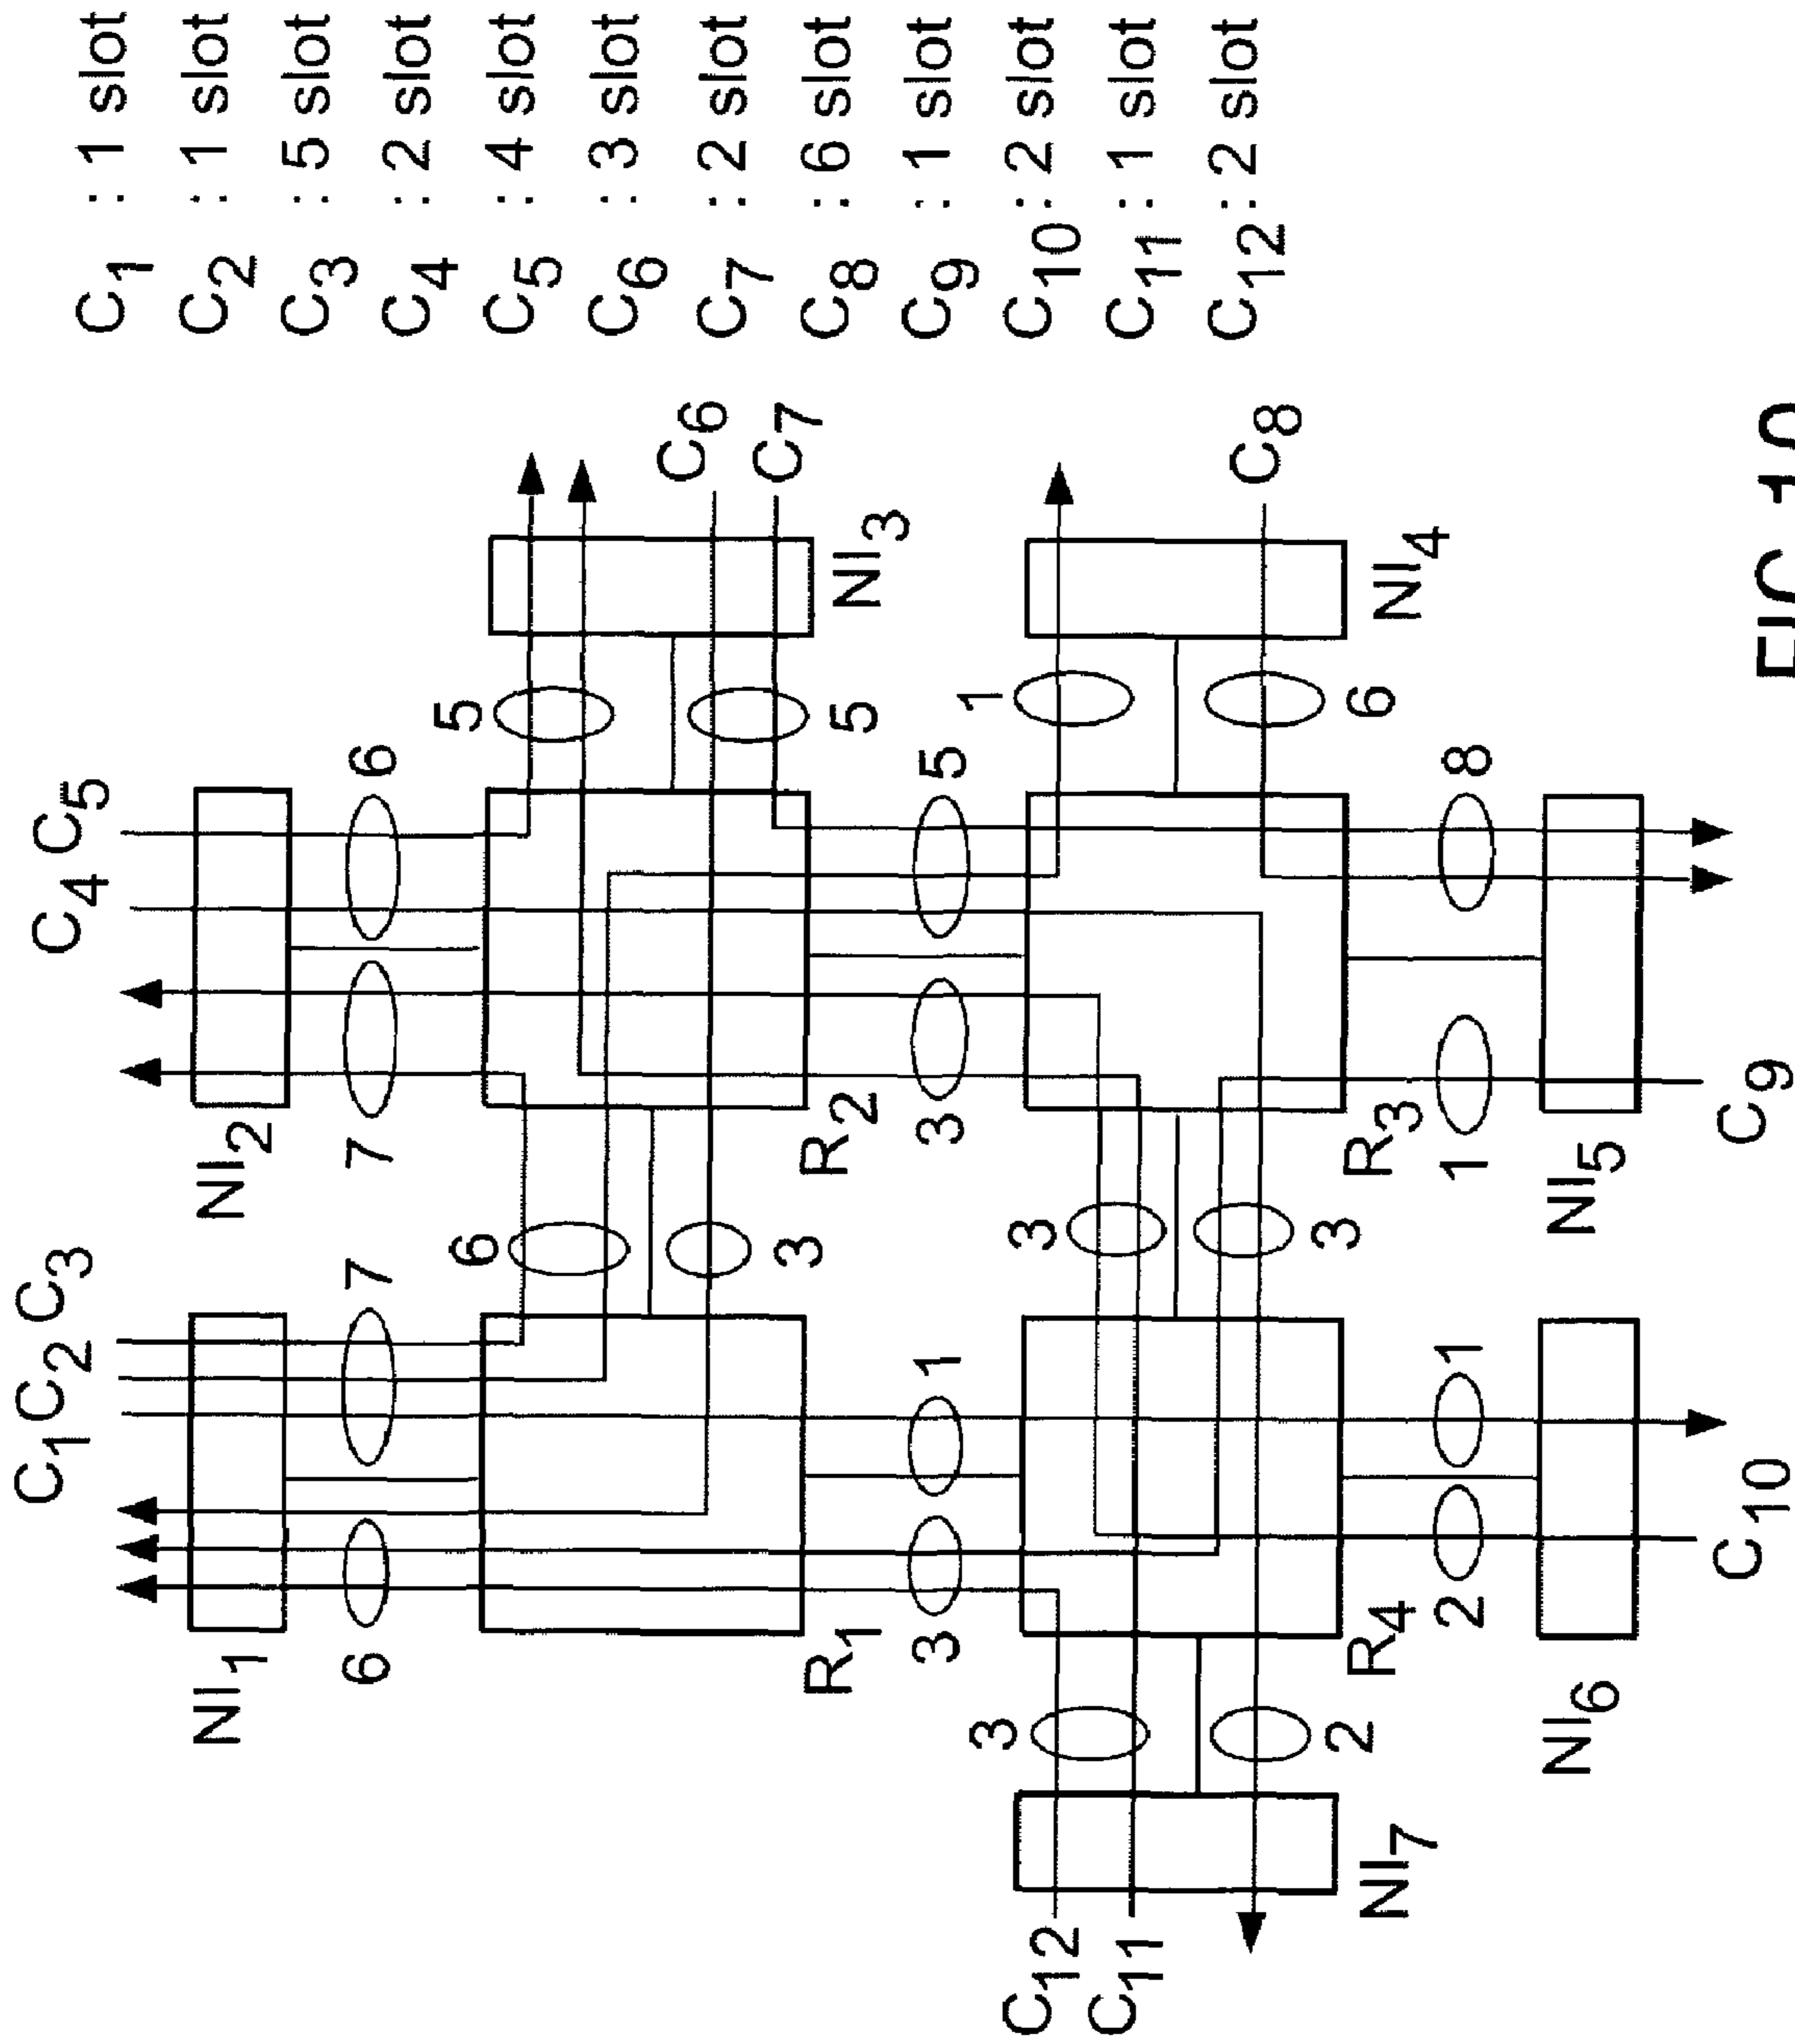 C1 C2 C3
C4 C5
NI1
NI2
6
7
7
6
6
5
C6
C7
3
5
R1
R2
NI3
3
1
3
5
3
3
1
C12
C11
C8
2
3
6
NI7
R4
R3
NI4
2
1
1
8
NI6
NI5
C10
C9
C1 : 1 slot
C2 : 1 slot
C3 : 5 slot
C4 : 2 slot
C5 : 4 slot
C6 : 3 slot
C7 : 2 slot
C8 : 6 slot
C9 : 1 slot
C10 : 2 slot
C11 : 1 slot
C12 : 2 slot